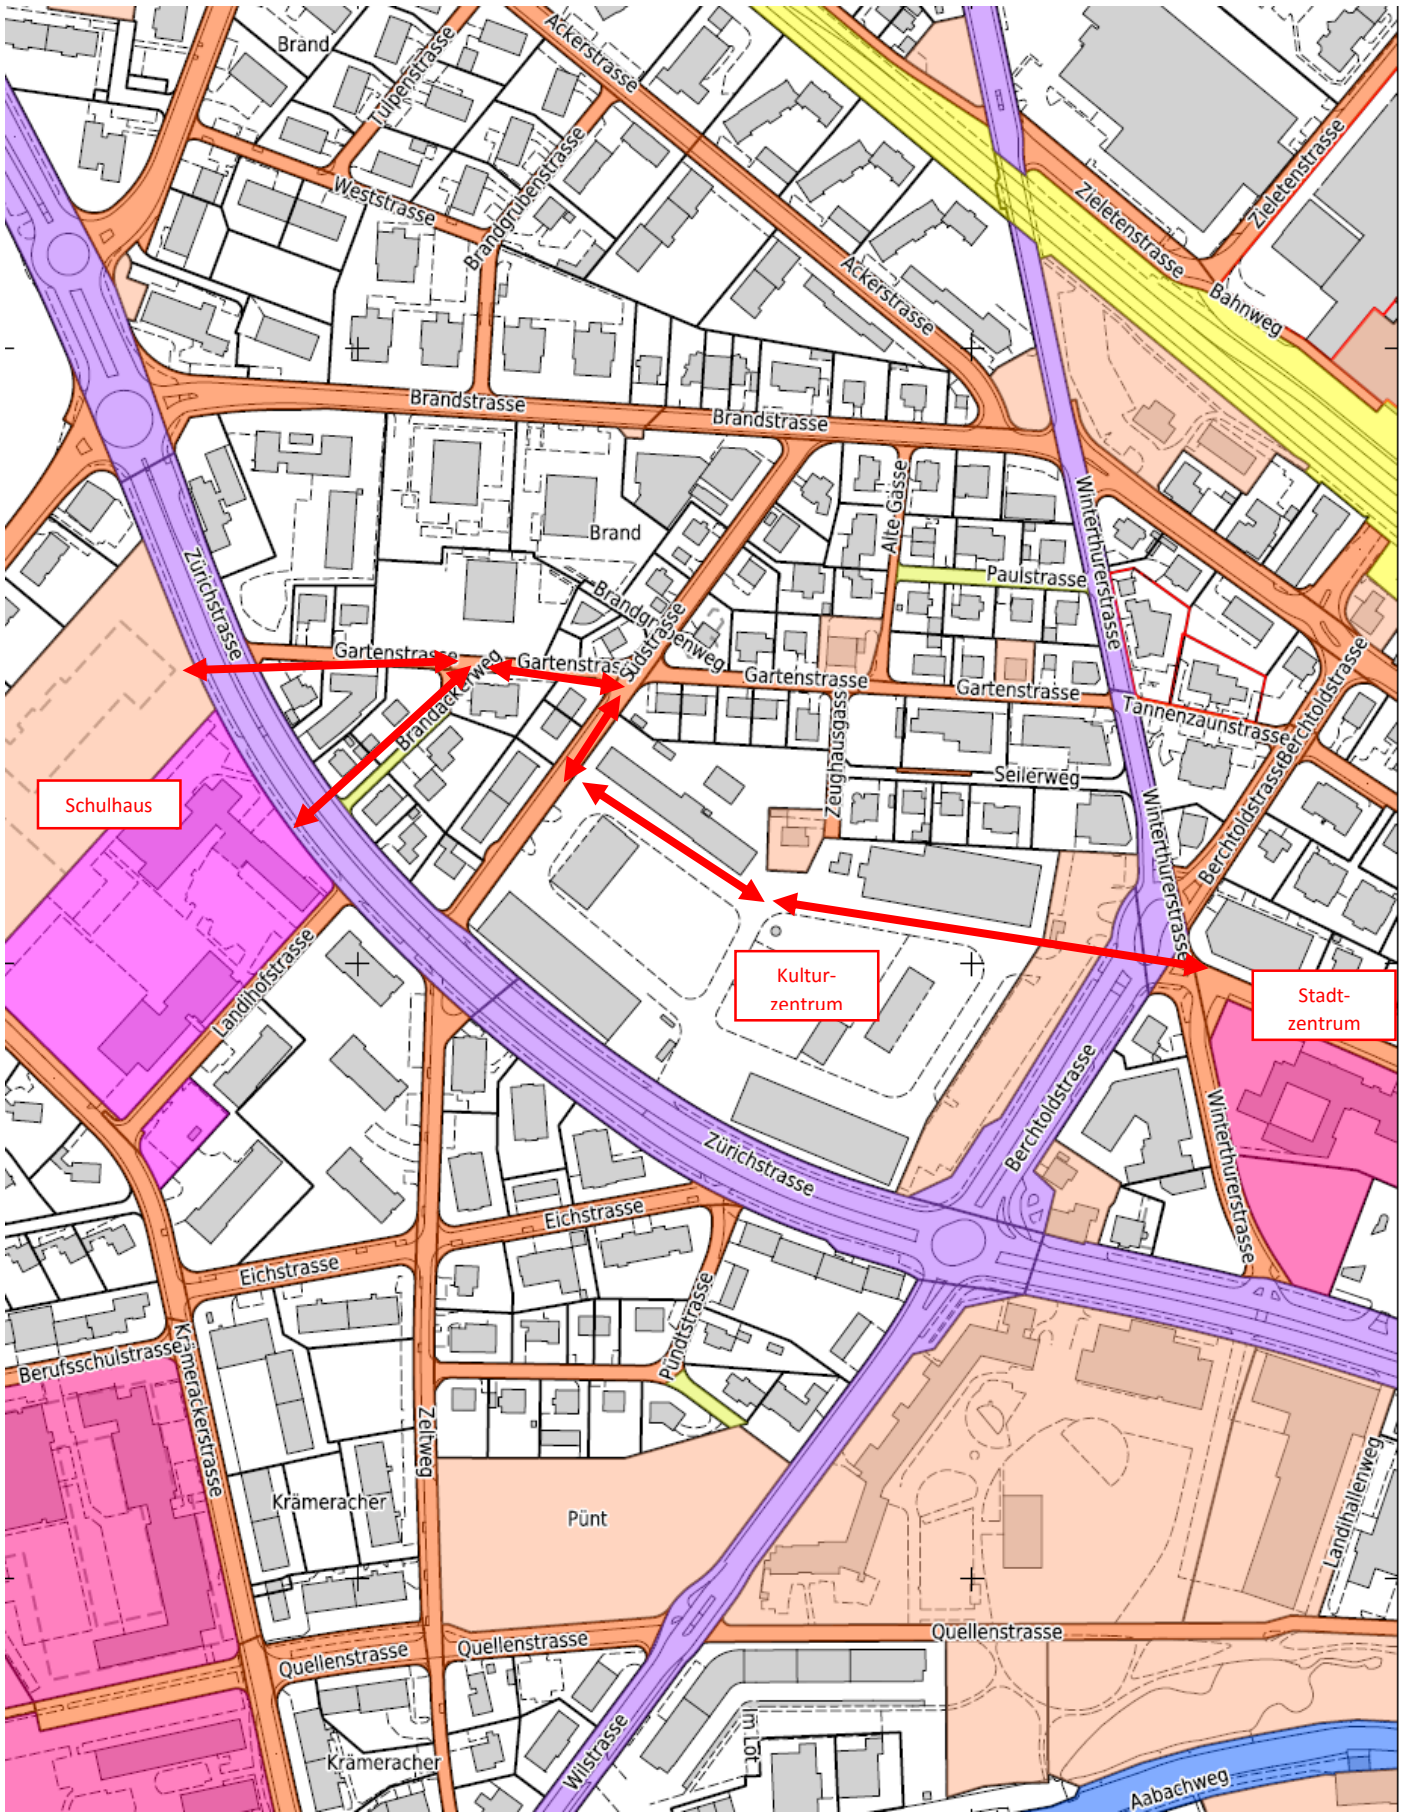 Brand
Ackerstrasse
Tulpenstrasse
Brandgrubenstrasse
Weststrasse
Zieletenstrasse
Zieletenstrasse
Ackerstrasse
Bahnweg
Brandstrasse
Brandstrasse
Alte Gasse
Winterthurerstrasse
Brand
Zürichstrasse
Paulstrasse
Brandgrubenweg
Südstrasse
Gartenstrasse
Gartenstrasse
Gartenstrasse
Gartenstrasse
Brandackerweg
Tannenzaunstrasse
Berchtoldstrasse
Zeughausgasse
Seilerweg
Schulhaus
Winterthurerstrasse
Berchtoldstrasse
Landihofstrasse
Kultur-
zentrum
Stadt-
zentrum
Berchtoldstrasse
Winterthurerstrasse
Zürichstrasse
Eichstrasse
Eichstrasse
Pündtstrasse
Krämerackerstrasse
Berufsschulstrasse
Zeltweg
Landihallenweg
Krämeracher
Pünt
Quellenstrasse
Quellenstrasse
Quellenstrasse
Im Lot
Wilstrasse
Krämeracher
Aabachweg